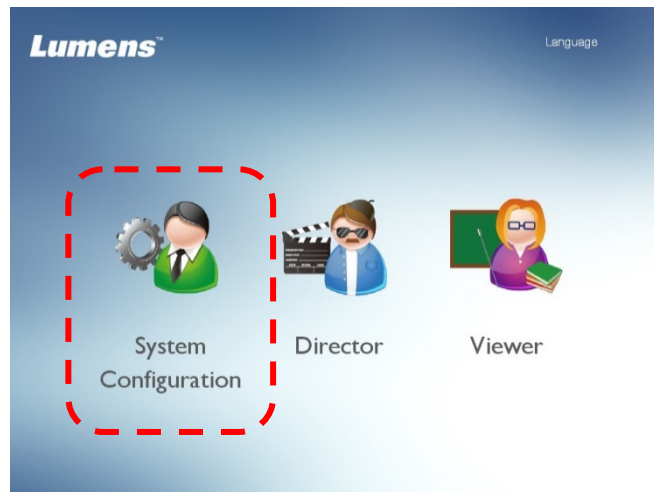 Lumens™
Language
System
Configuration
Director
Viewer